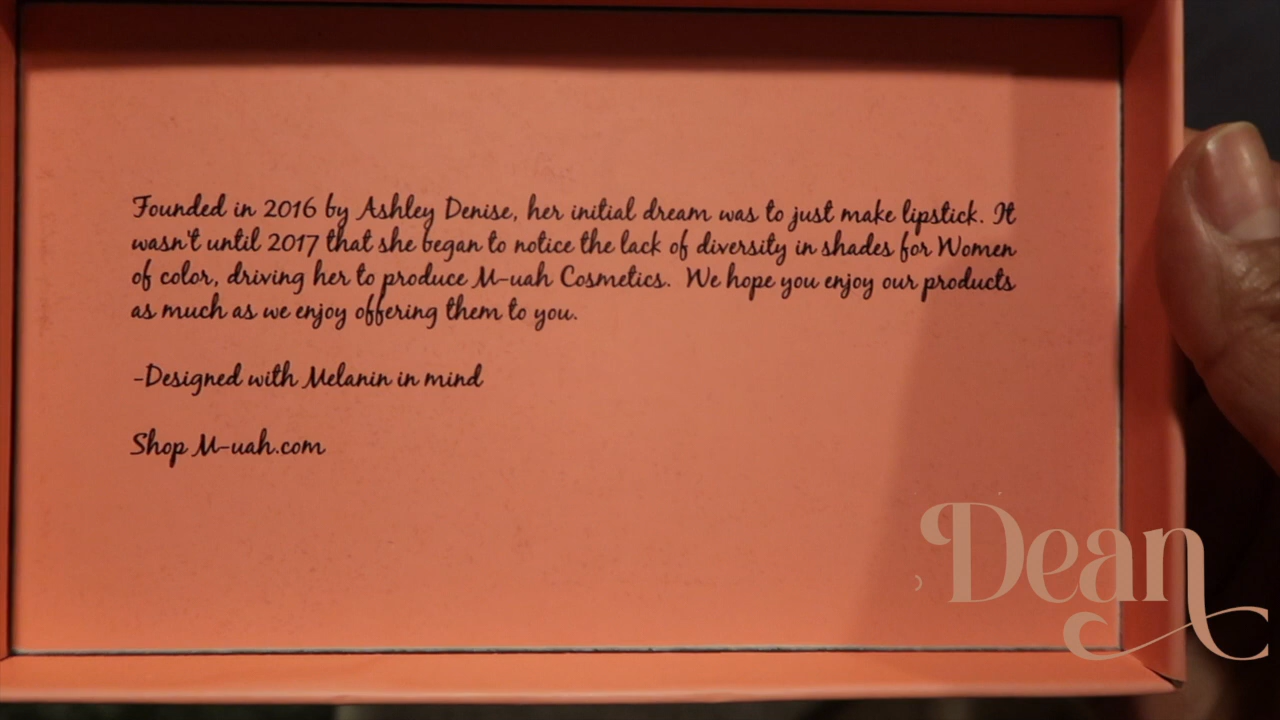 Founded in 2016 by Ashley Denise, her initial dream was to just make lipstick. It
wasn't until 2017 that she began to notice the lack of diversity in shades for Women
of color, driving her to produce M-uah Cosmetics. We hope you enjoy our products
as much as we enjoy offering them to you.
-Designed with Melanin in mind
Shop M-uah.com
Dean